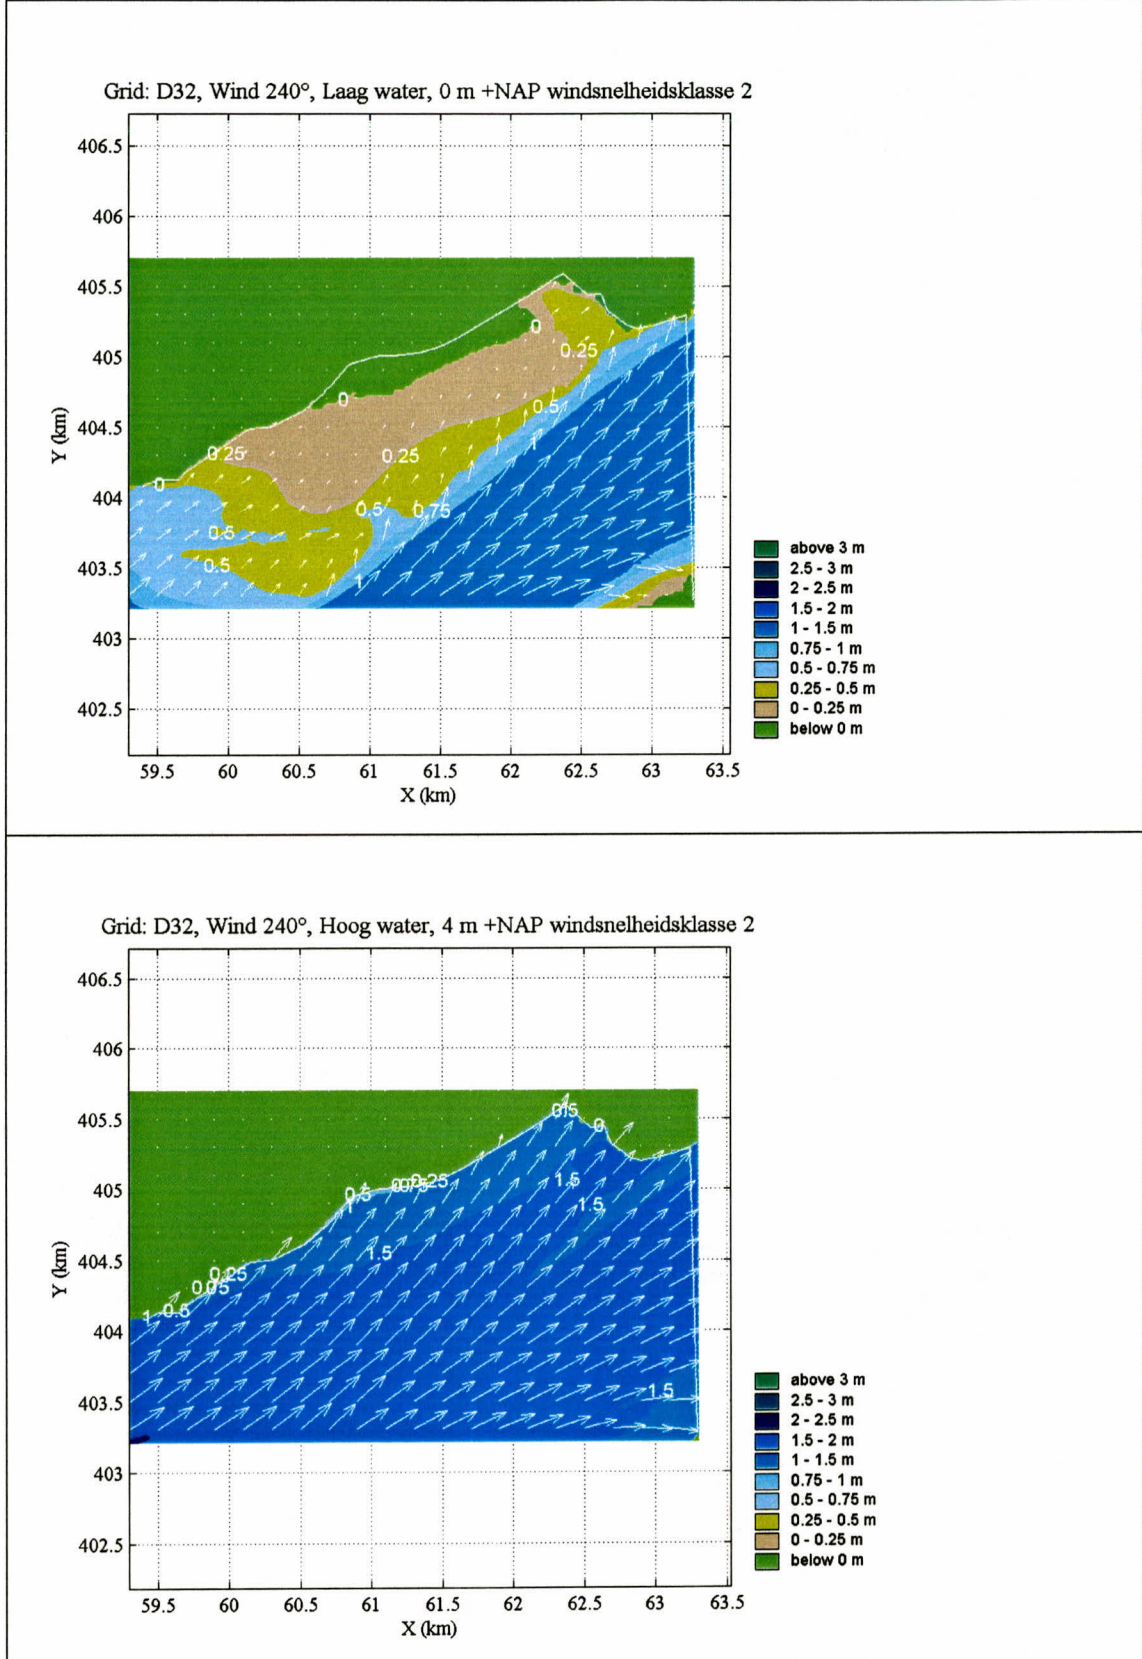 Grid: D32, Wind 240°, Laag water, 0 m +NAP windsnelheidsklasse 2
406.5
406
405.5
405
404.5
404
403.5
403
402.5
Y (km)
0
0.25
0
0.5
0.25
1
0.25
0
0.5
0.75
0.5
0.5
1
above 3 m
2.5 - 3 m
2 - 2.5 m
1.5 - 2 m
1 - 1.5 m
0.75 - 1 m
0.5 - 0.75 m
0.25 - 0.5 m
0 - 0.25 m
below 0 m
59.5 60 60.5 61 61.5 62 62.5 63 63.5
X (km)
Grid: D32, Wind 240°, Hoog water, 4 m +NAP windsnelheidsklasse 2
406.5
406
405.5
405
404.5
404
403.5
403
402.5
Y (km)
0
1.5
1.5
1.5
0.25
1
0.5
1.5
above 3 m
2.5 - 3 m
2 - 2.5 m
1.5 - 2 m
1 - 1.5 m
0.75 - 1 m
0.5 - 0.75 m
0.25 - 0.5 m
0 - 0.25 m
below 0 m
59.5 60 60.5 61 61.5 62 62.5 63 63.5
X (km)